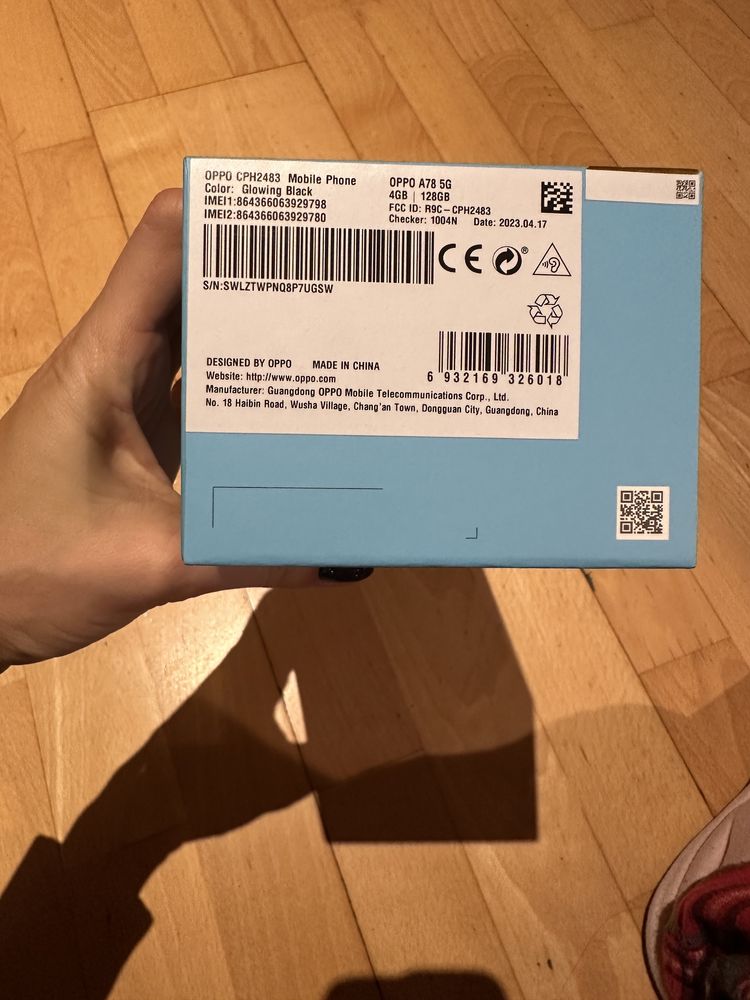 OPPO CPH2483 Mobile Phone
Color: Glowing Black
IMEI1:864366063929798
IMEI2:864366063929780
OPPO A78 5G
4GB | 128GB
FCC ID: R9C-CPH2483
Checker: 1004N Date: 2023.04.17
S/N:SWLZTWPNQ8P7UGSW
CE
®
DESIGNED BY OPPO MADE IN CHINA
Website: http://www.oppo.com
Manufacturer: Guangdong OPPO Mobile Telecommunications Corp., Ltd.
No. 18 Haibin Road, Wusha Village, Chang'an Town, Dongguan City, Guangdong, China
6 932169 326018